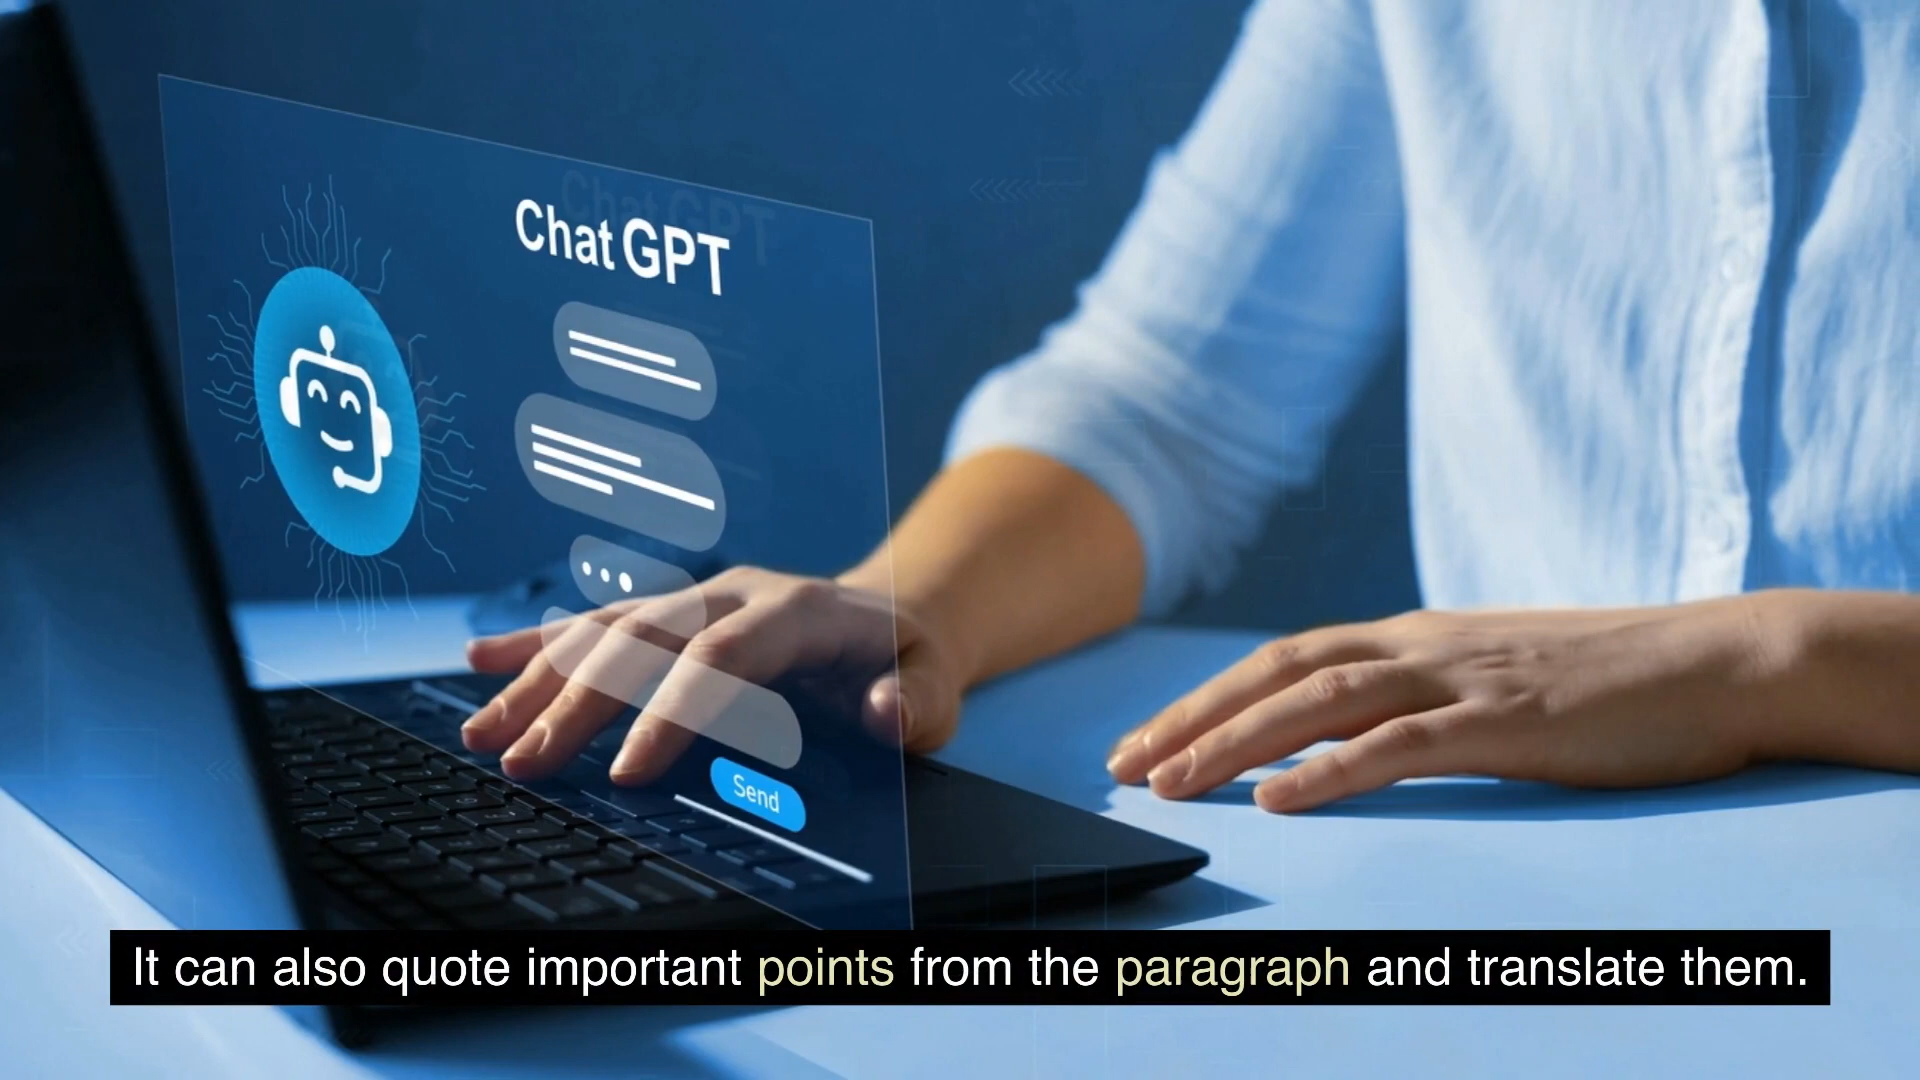 Chat GPT
Send
It can also quote important points from the paragraph and translate them.